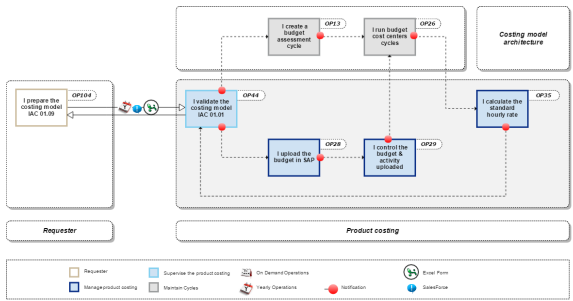 OP13
I create a
budget
assessment
cycle
OP26
I run budget
cost centers
cycles
Costing model
architecture
OP104
I prepare the
costing model
IAC 01.09
OP44
I validate the
costing model
IAC 01.01
OP35
I calculate the
standard
hourly rate
OP28
I upload the
budget in SAP
OP29
I control the
budget &
activity
uploaded
Requester
Product costing
Requester
Supervise the product costing
On Demand Operations
Excel Form
Manage product costing
Maintain Cycles
Yearly Operations
Notification
SalesForce